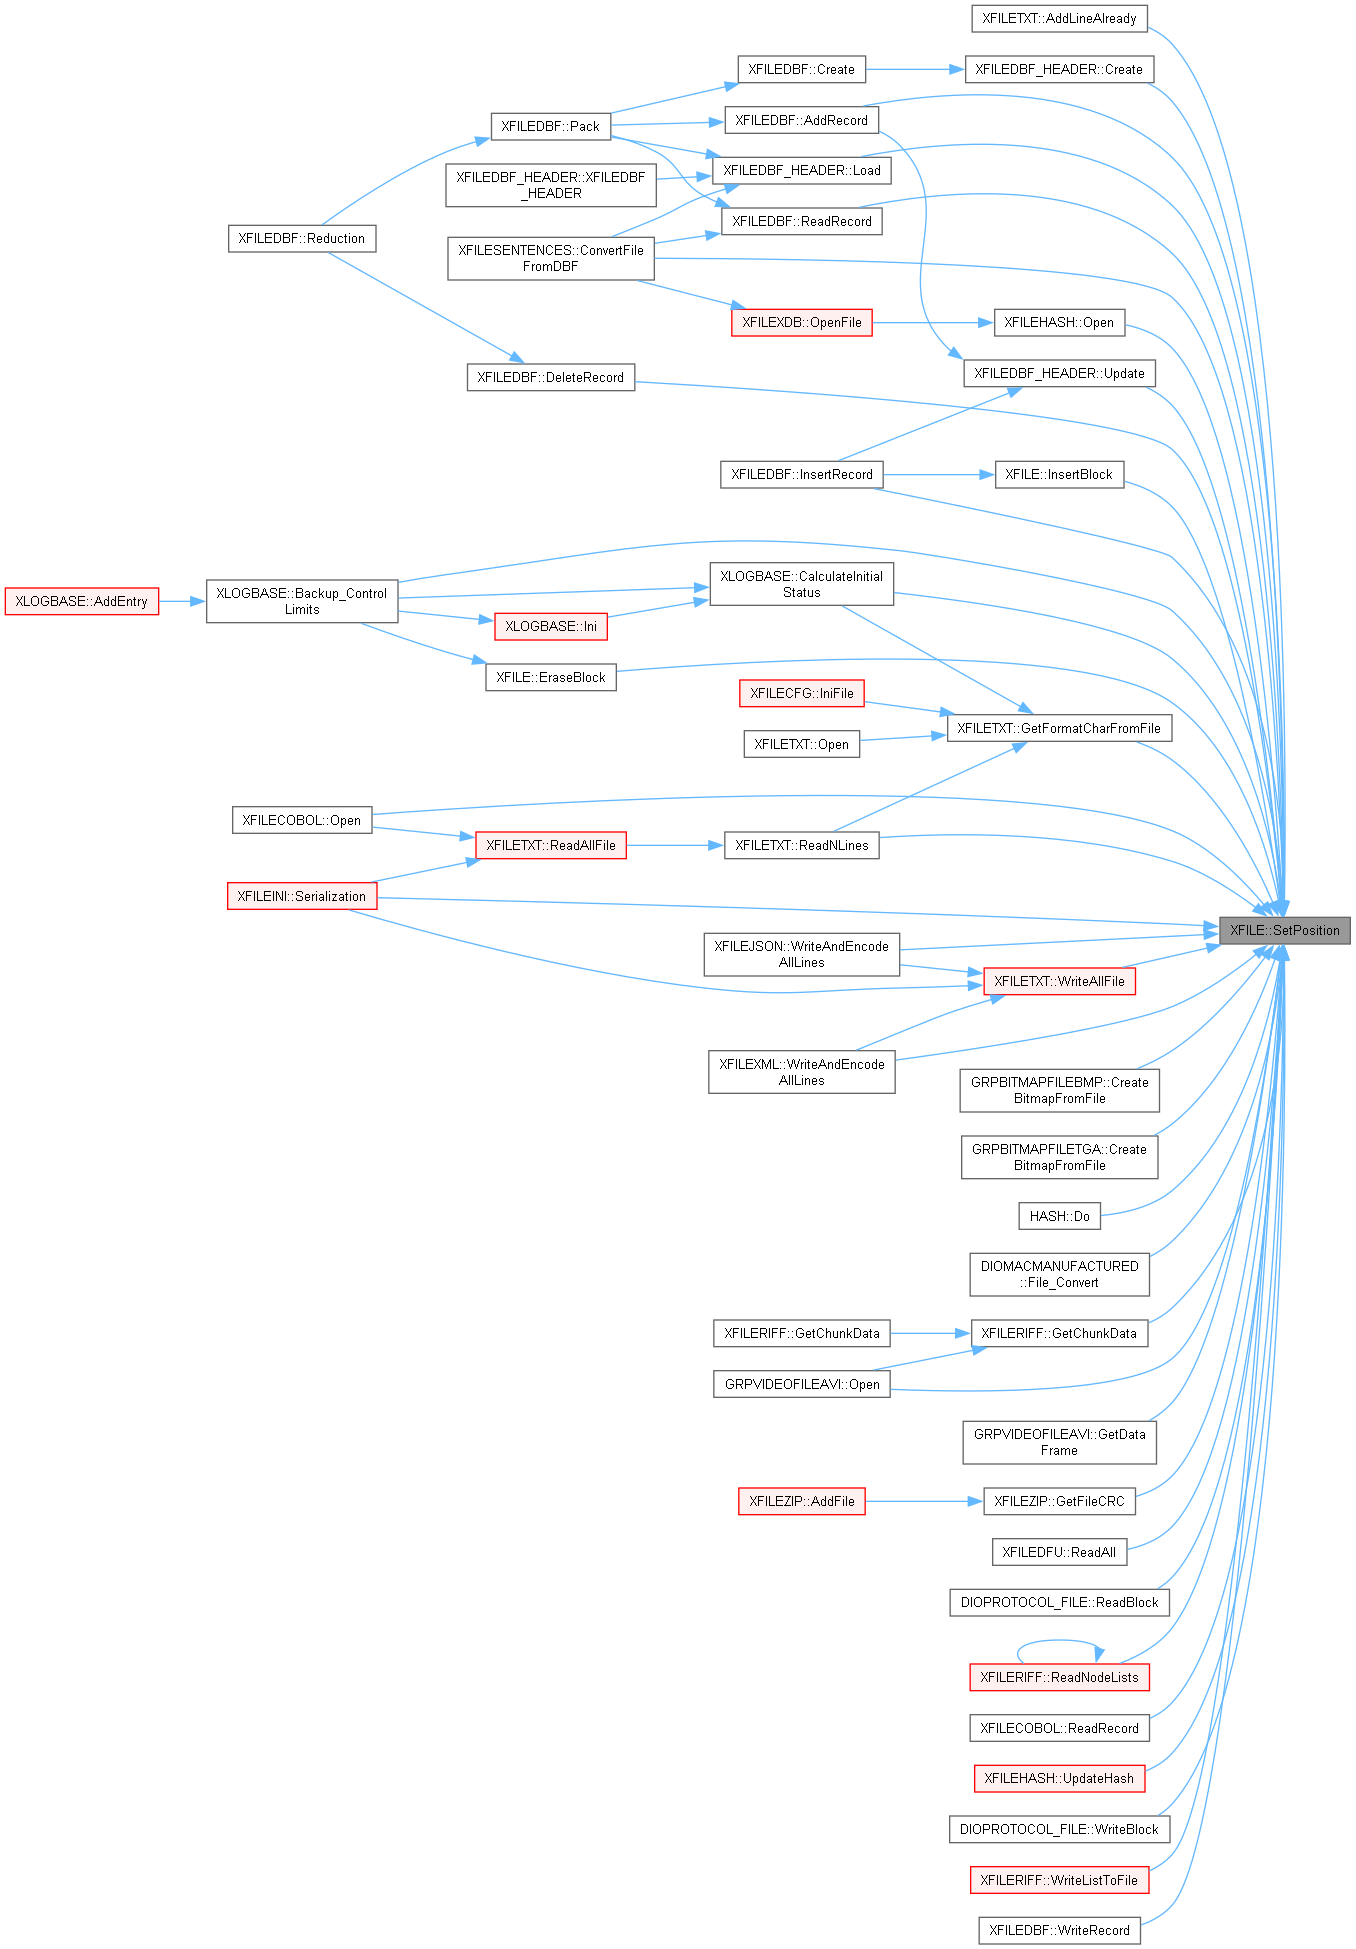 XFILETXT::AddLineAlready
XFILEDBF::Create
XFILEDBF_HEADER::Create
XFILEDBF::Pack
XFILEDBF::AddRecord
XFILEDBF_HEADER::XFILEDBF
_HEADER
XFILEDBF_HEADER::Load
XFILEDBF::Reduction
XFILEDBF::ReadRecord
XFILESENTENCES::ConvertFile
FromDBF
XFILEXDB::OpenFile
XFILEHASH::Open
XFILEDBF::DeleteRecord
XFILEDBF_HEADER::Update
XFILEDBF::InsertRecord
XFILE::InsertBlock
XLOGBASE::AddEntry
XLOGBASE::Backup_Control
Limits
XLOGBASE::CalculateInitial
Status
XLOGBASE::Ini
XFILE::EraseBlock
XFILECFG::IniFile
XFILETXT::GetFormatCharFromFile
XFILETXT::Open
XFILECOBOL::Open
XFILETXT::ReadAllFile
XFILETXT::ReadNLines
XFILEINI::Serialization
XFILE::SetPosition
XFILEJSON::WriteAndEncode
AllLines
XFILETXT::WriteAllFile
XFILEXML::WriteAndEncode
AllLines
GRPBITMAPFILEBMP::Create
BitmapFromFile
GRPBITMAPFILETGA::Create
BitmapFromFile
HASH::Do
DIOMACMANUFACTURED
::File_Convert
XFILERIFF::GetChunkData
XFILERIFF::GetChunkData
GRPVIDEOFILEAVI::Open
GRPVIDEOFILEAVI::GetData
Frame
XFILEZIP::AddFile
XFILEZIP::GetFileCRC
XFILEDFU::ReadAll
DIOPROTOCOL_FILE::ReadBlock
XFILERIFF::ReadNodeLists
XFILECOBOL::ReadRecord
XFILEHASH::UpdateHash
DIOPROTOCOL_FILE::WriteBlock
XFILERIFF::WriteListToFile
XFILEDBF::WriteRecord